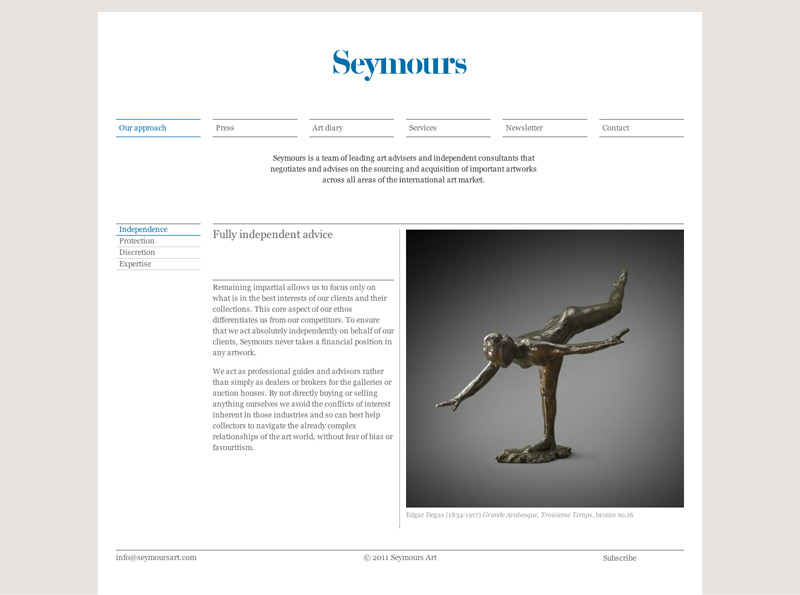 Seymours
Our approach
Press
Art diary
Services
Newsletter
Contact
Seymours is a team of leading art advisers and independent consultants that
negotiates and advises on the sourcing and acquisition of important artworks
across all areas of the international art market.
Independence
Protection
Discretion
Expertise
Fully independent advice
Remaining impartial allows us to focus only on
what is in the best interests of our clients and their
collections. This core aspect of our ethos
differentiates us from our competitors. To ensure
that we act absolutely independently on behalf of our
clients, Seymours never takes a financial position in
any artwork.
We act as professional guides and advisors rather
than simply as dealers or brokers for the galleries or
auction houses. By not directly buying or selling
anything ourselves we avoid the conflicts of interest
inherent in those industries and so can best help
collectors to navigate the already complex
relationships of the art world, without fear of bias or
favouritism.
Edgar Degas (1834-1917) Grande Arabesque, Troisieme Temps, bronze no.16
info@seymoursart.com
© 2011 Seymours Art
Subscribe